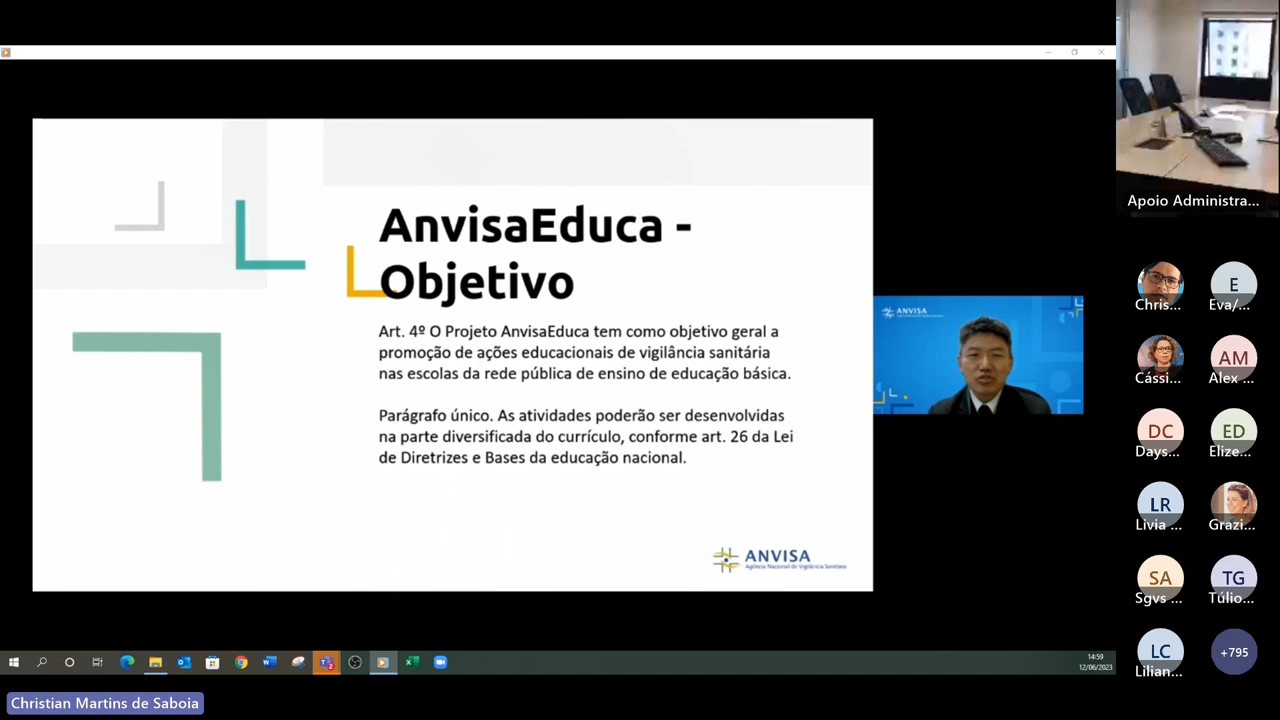 AnvisaEduca -
Objetivo
Art. 4º O Projeto AnvisaEduca tem como objetivo geral a
promoção de ações educacionais de vigilância sanitária
nas escolas da rede pública de ensino de educação básica.
Parágrafo único. As atividades poderão ser desenvolvidas
na parte diversificada do currículo, conforme art. 26 da Lei
de Diretrizes e Bases da educação nacional.
ANVISA
Agência Nacional de Vigilância Sanitária
ANVISA
Apoio Administra...
Chris...
E
Eva/...
Cássi...
AM
Alex ...
DC
Days...
ED
Elize...
LR
Livia ...
Grazi...
SA
Sgvs ...
TG
Túlio...
LC
Lilian...
+795
14:59
12/06/2023
Christian Martins de Saboia